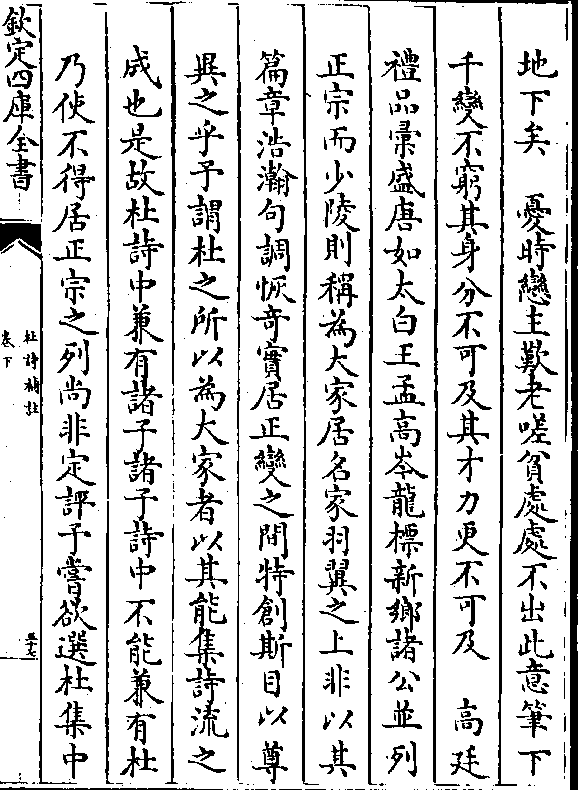 地下矣　憂時戀主歎老嗟貧處處不出此意筆下
千變不窮其身分不可及其才力更不可及　高廷
禮品彚盛唐如太白王孟高岑龍標新鄉諸公並列
正宗而少陵則稱為大家居名家羽翼之上非以其
篇章浩瀚句調恢竒實居正變之間特創斯目以尊
異之乎予謂杜之所以為大家者以其能集詩流之
成也是故杜詩中兼有諸子諸子詩中不能兼有杜
乃使不得居正宗之列尚非定評予嘗欲選杜集中
欽定四庫全書
杜詩補註
卷下